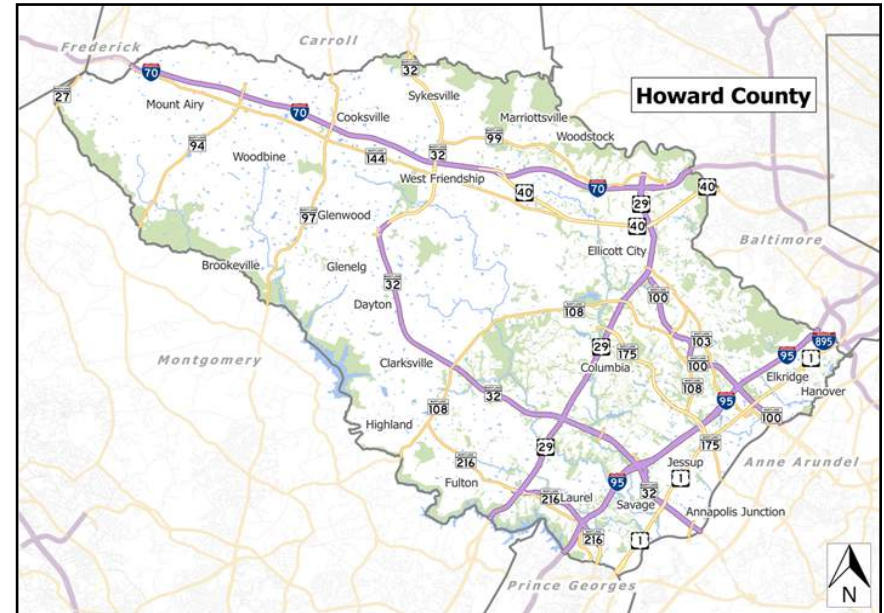 Carroll
Frederick
Howard County
70
32
27
Mount Airy
70
Cooksville
Sykesville
Marriottsville
Woodstock
94
Woodbine
144
32
99
West Friendship
40
70
29
40
97
Glenwood
40
Ellicott City
Baltimore
Brookeville
Glenelg
32
Dayton
100
108
Montgomery
Clarksville
29
175
Columbia
103
100
108
95
895
1
Elkridge
Hanover
32
95
100
108
Highland
29
175
216
Fulton
Jessup
Anne Arundel
95
1
216
Laurel
Savage
32
Annapolis Junction
216
1
Prince Georges
N